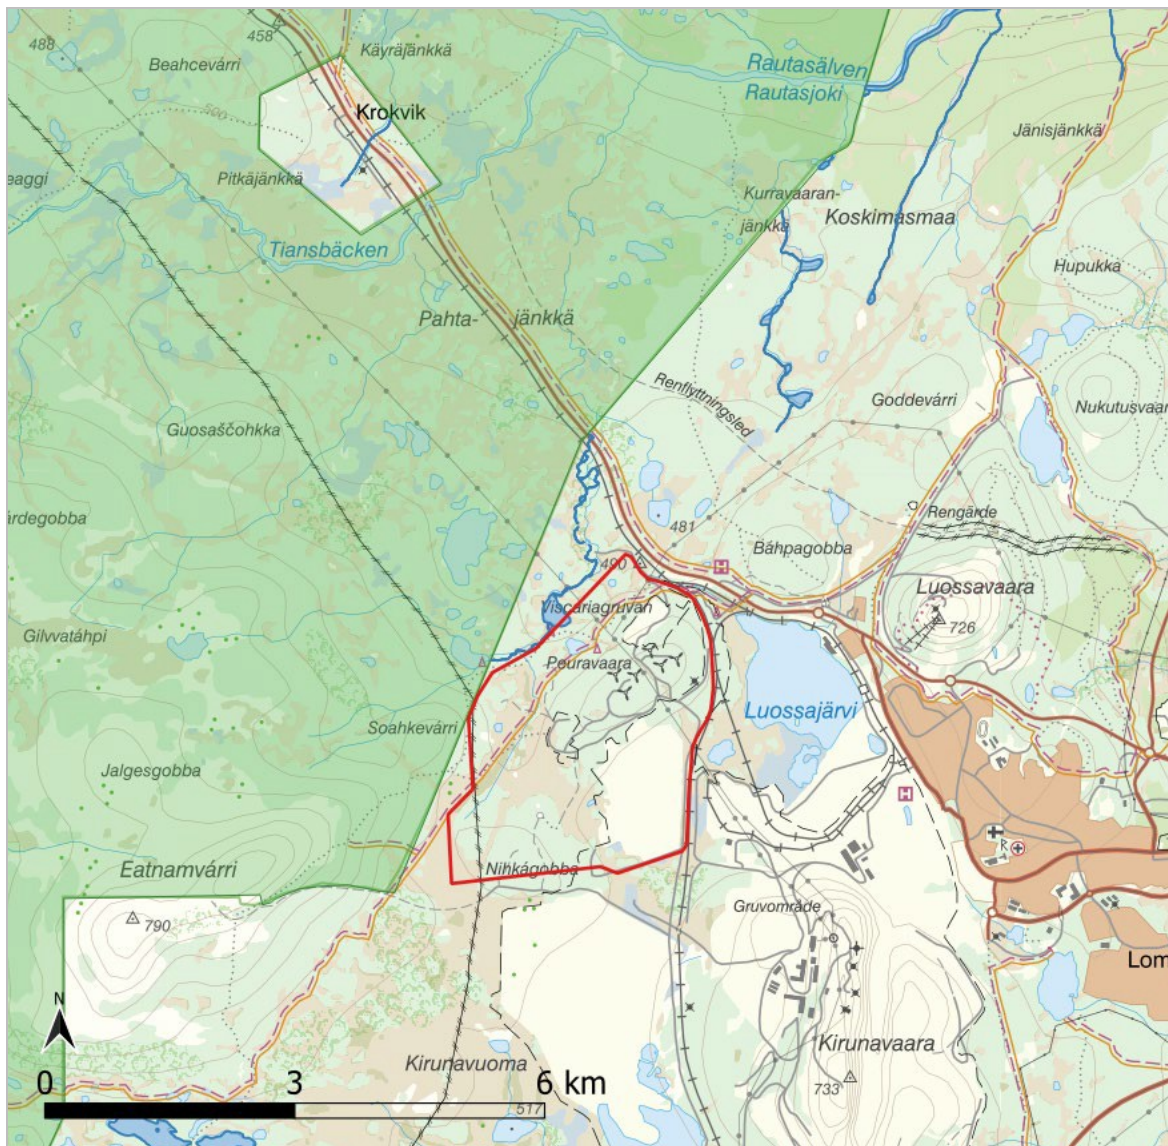 488
458
Käyräjänkkä
Beahcevárri
Rautasälven
Rautasjoki
500
Krokvik
Jänisjänkkä
Pitkäjänkkä
eaggi
Kurravaaran-
jänkkä
Koskimasmaa
Tiansbäcken
Hupukka
Pahta-
jänkkä
Renflyttningsled
Goddevárri
Nukutusvaar
Guosaščohkka
árdegobba
481
Rengärde
Báhpagobba
490
H
Luossavaara
Viscariagruvan
726
Gilvvatáhpi
Peuravaara
Luossajärvi
Soahkevárri
Jalgesgobba
H
Eatnamvárri
Nihkágobba
790
Gruvområde
Lom
N
Kirunavuoma
Kirunavaara
733
0
3
6 km
517